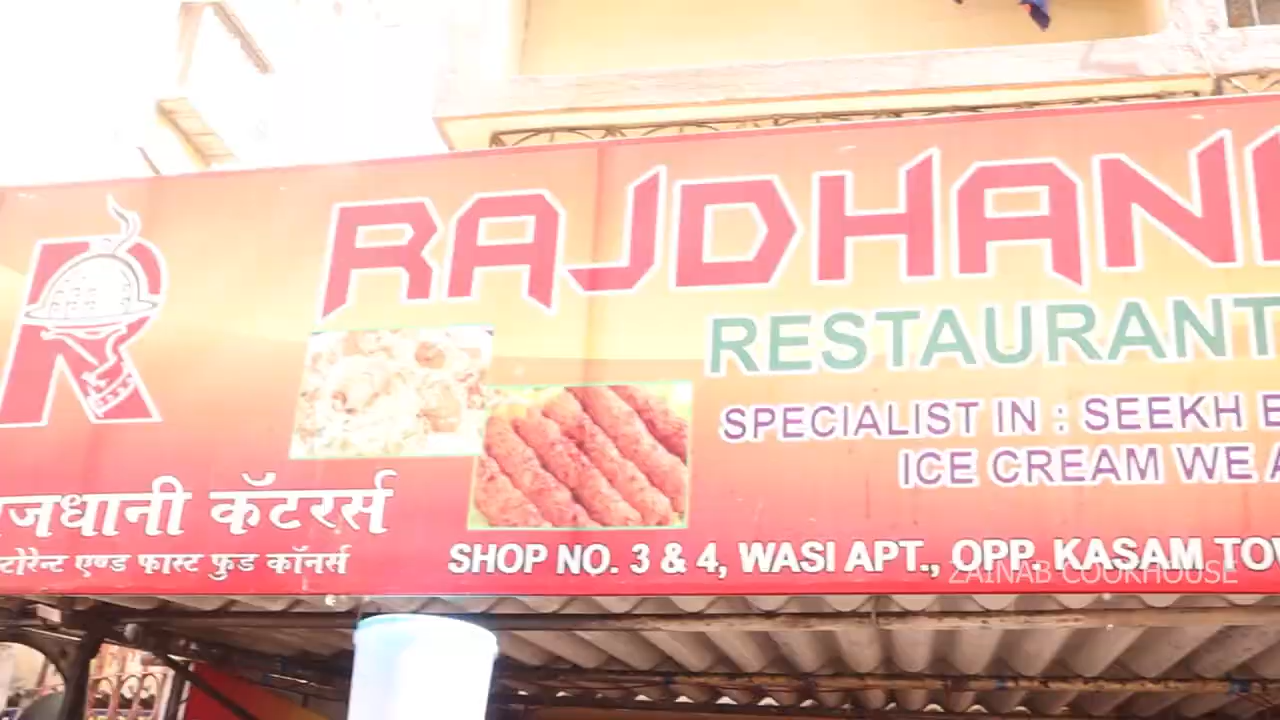 RAJDHANI
RESTAURANT
SPECIALIST IN : SEEKH
ICE CREAM WE
राजधानी कॅटरर्स
एण्ड फास्ट फुड कॉनर्स
SHOP NO. 3 & 4, WASI APT., OPP. KASAM
ZAINAB COOKHOUSE